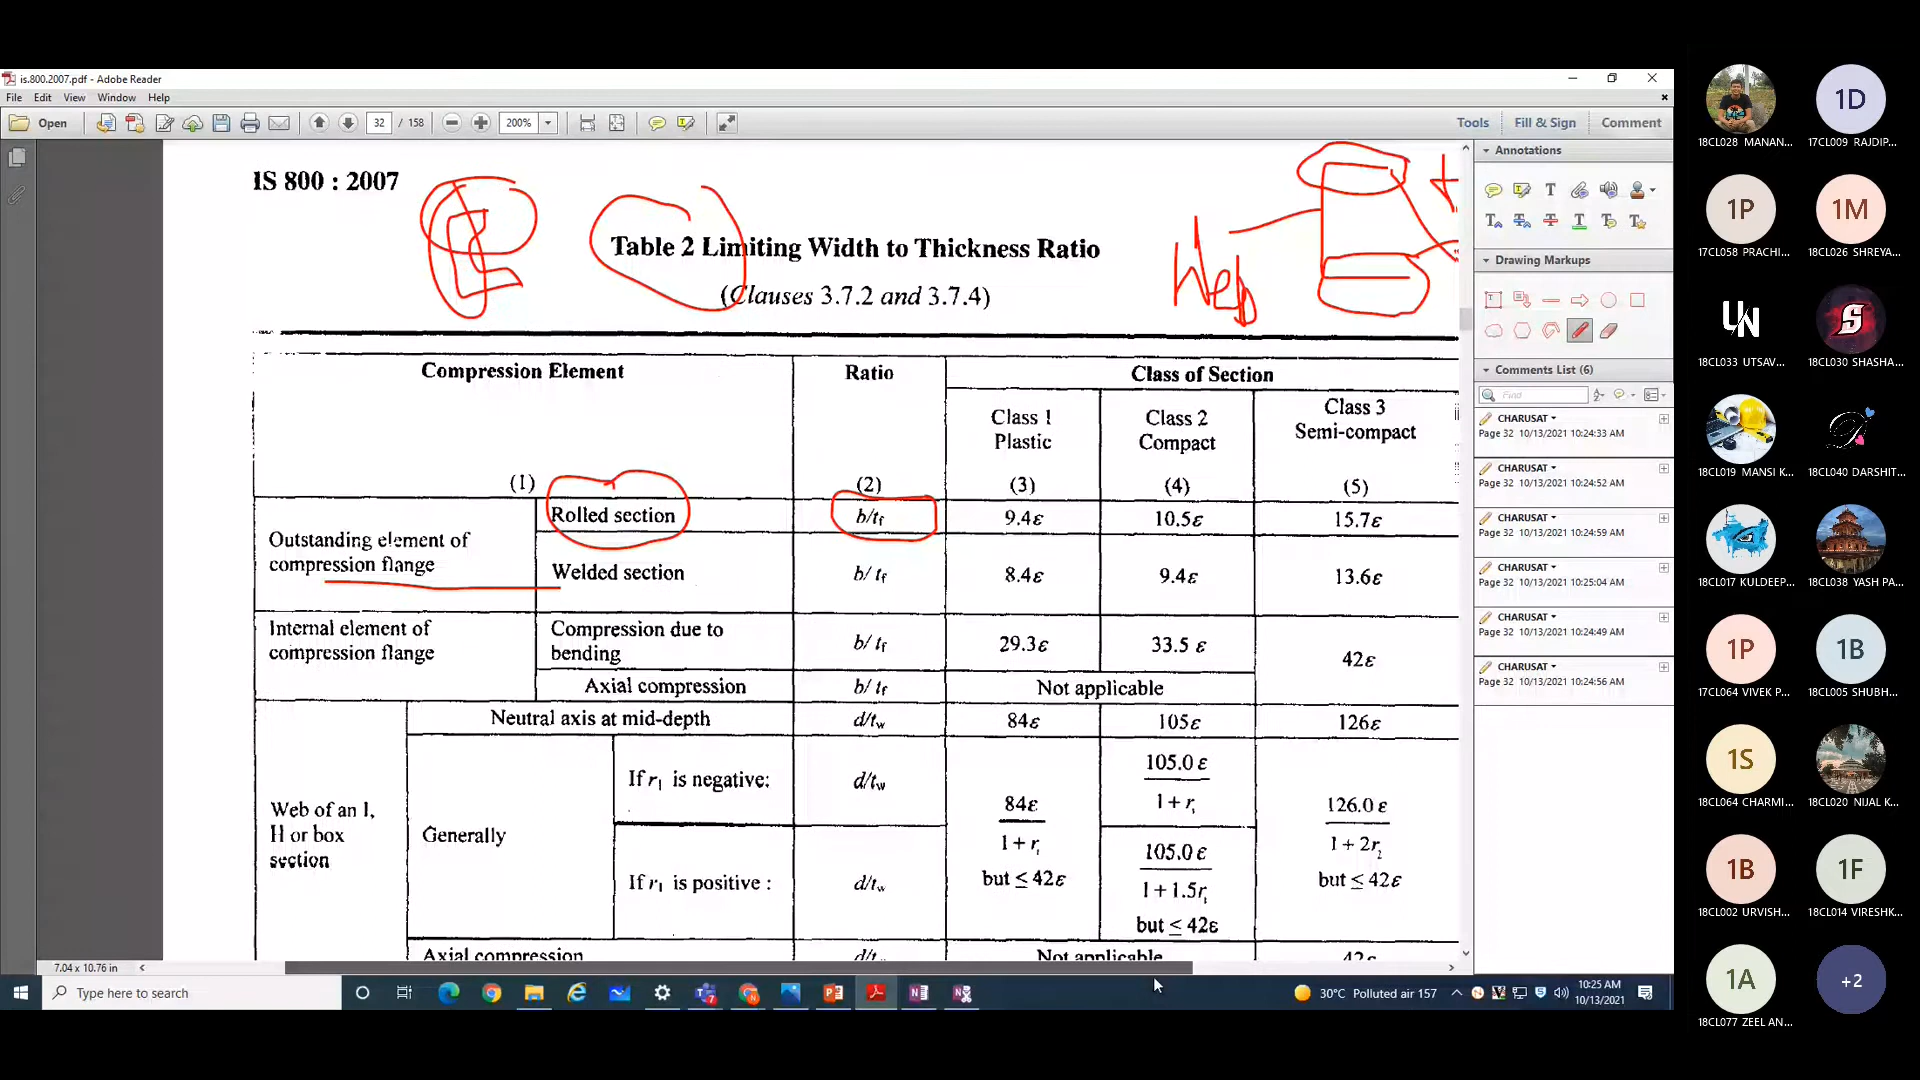 is.800.2007.pdf - Adobe Reader
File Edit View Window Help
Open 32 / 158 200% Tools Fill & Sign Comment
IS 800 : 2007
Table 2 Limiting Width to Thickness Ratio
(Clauses 3.7.2 and 3.7.4)
Web
Compression Element Ratio Class of Section
Class 1 Plastic Class 2 Compact Class 3 Semi-compact
(1) (2) (3) (4) (5)
Outstanding element of compression flange
Rolled section b/tf 9.4ε 10.5ε 15.7ε
Welded section b/ tf 8.4ε 9.4ε 13.6ε
Internal element of compression flange
Compression due to bending b/ tf 29.3ε 33.5 ε 42ε
Axial compression b/ tf Not applicable
Web of an I, H or box section
Neutral axis at mid-depth d/tw 84ε 105ε 126ε
Generally
If r1 is negative: d/tw
84ε
1 + r1
but ≤ 42ε
105.0 ε
1 + r1
126.0 ε
1 + 2r2
but ≤ 42ε
If r1 is positive : d/tw
105.0 ε
1 + 1.5r1
but ≤ 42ε
Axial compression d/tw Not applicable 42ε
7.04 x 10.76 in
Annotations
Drawing Markups
Comments List (6)
Find
CHARUSAT
Page 32 10/13/2021 10:24:33 AM
CHARUSAT
Page 32 10/13/2021 10:24:52 AM
CHARUSAT
Page 32 10/13/2021 10:24:59 AM
CHARUSAT
Page 32 10/13/2021 10:25:04 AM
CHARUSAT
Page 32 10/13/2021 10:24:49 AM
CHARUSAT
Page 32 10/13/2021 10:24:56 AM
Type here to search
30°C Polluted air 157
10:25 AM
10/13/2021
1D
18CL028 MANAN... 17CL009 RAJDIP...
1P 1M
17CL058 PRACHI... 18CL026 SHREYA...
UN S
18CL033 UTSAV... 18CL030 SHASHA...
18CL019 MANSI K... 18CL040 DARSHIT...
18CL017 KULDEEP... 18CL038 YASH PA...
1P 1B
17CL064 VIVEK P... 18CL005 SHUBH...
1S
18CL064 CHARMI... 18CL020 NIJAL K...
1B 1F
18CL002 URVISH... 18CL014 VIRESHK...
1A +2
18CL077 ZEEL AN...